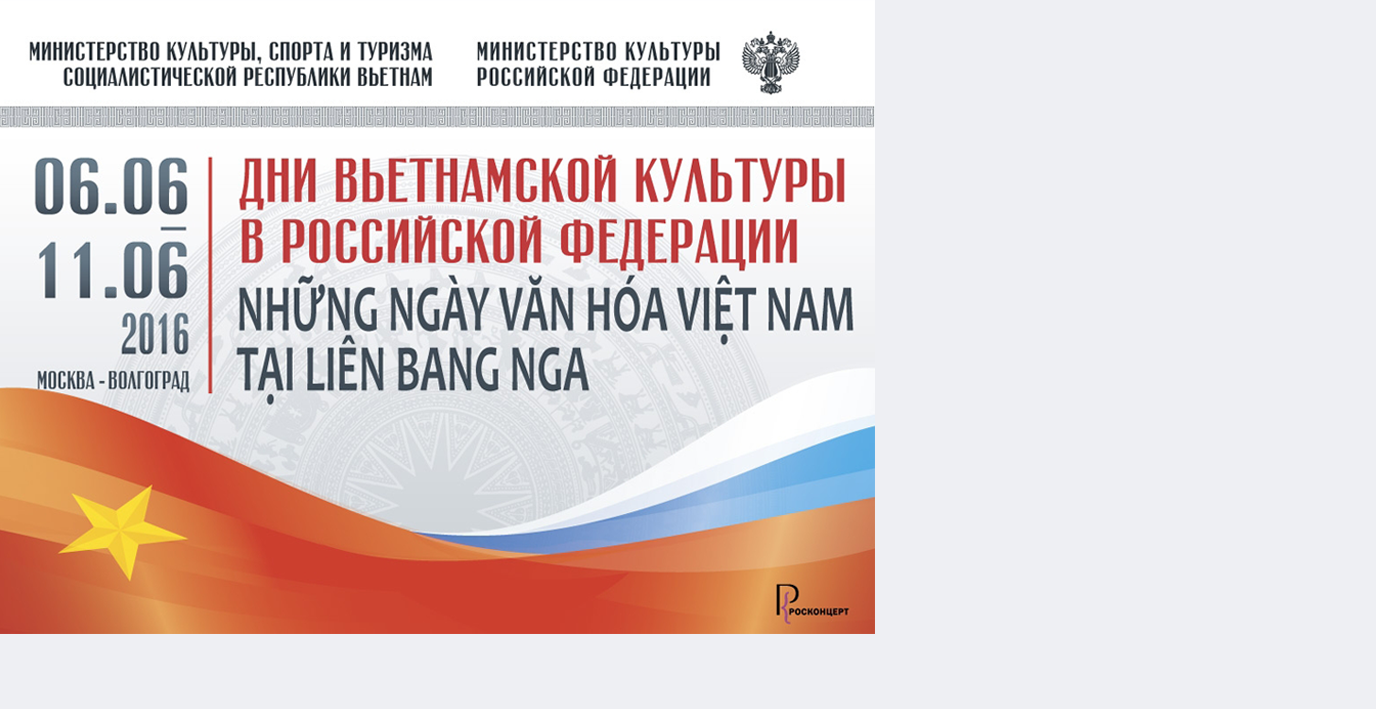 МИНИСТЕРСТВО КУЛЬТУРЫ, СПОРТА И ТУРИЗМА
СОЦИАЛИСТИЧЕСКОЙ РЕСПУБЛИКИ ВЬЕТНАМ
МИНИСТЕРСТВО КУЛЬТУРЫ
РОССИЙСКОЙ ФЕДЕРАЦИИ
06.06
–
11.06
2016
МОСКВА - ВОЛГОГРАД
ДНИ ВЬЕТНАМСКОЙ КУЛЬТУРЫ
В РОССИЙСКОЙ ФЕДЕРАЦИИ
NHỮNG NGÀY VĂN HÓA VIỆT NAM
TẠI LIÊN BANG NGA
РОСКОНЦЕРТ